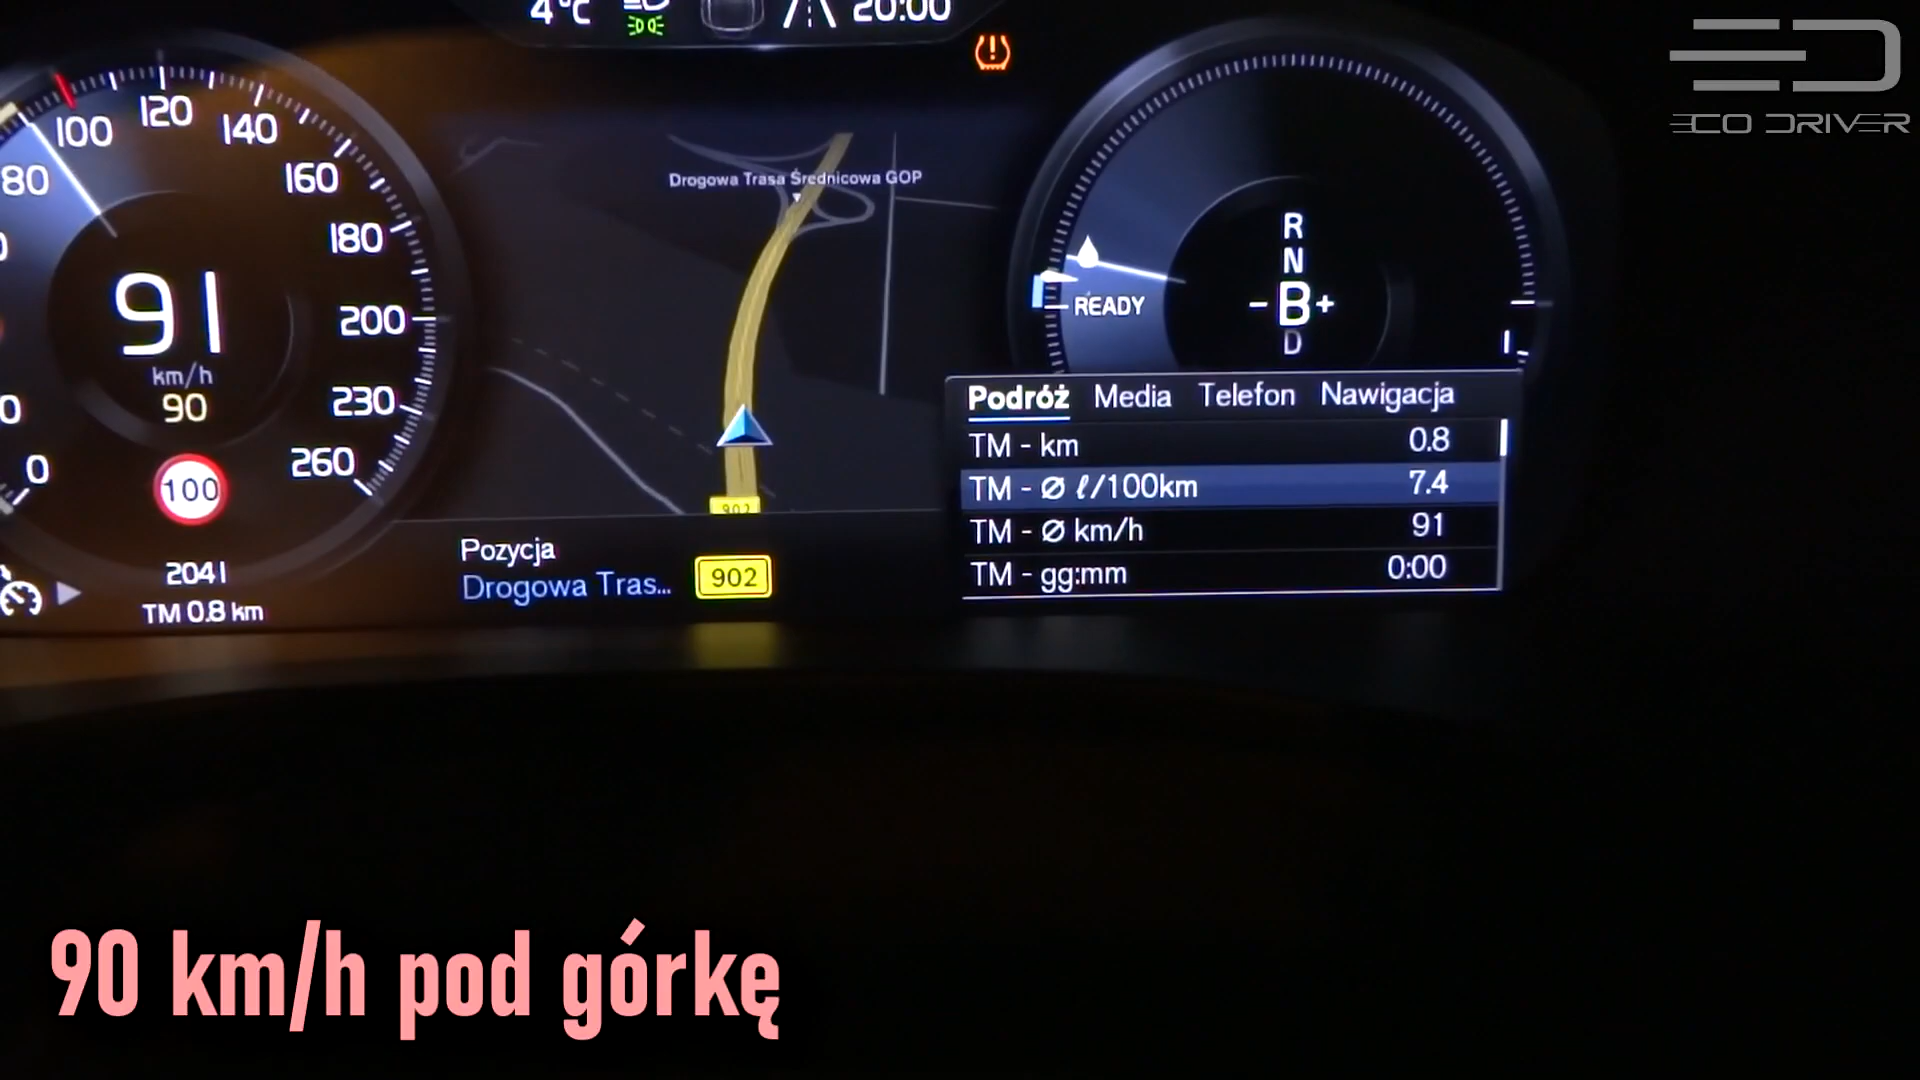 4°C
20:00
ECO DRIVER
80
100
120
140
160
180
200
230
260
0
91
km/h
90
100
2041
TM 0.8 km
Drogowa Trasa Średnicowa GOP
902
Pozycja
Drogowa Tras...
902
READY
R
N
- B +
D
Podróż Media Telefon Nawigacja
TM - km 0.8
TM - ∅ ℓ/100km 7.4
TM - ∅ km/h 91
TM - gg:mm 0:00
90 km/h pod górkę